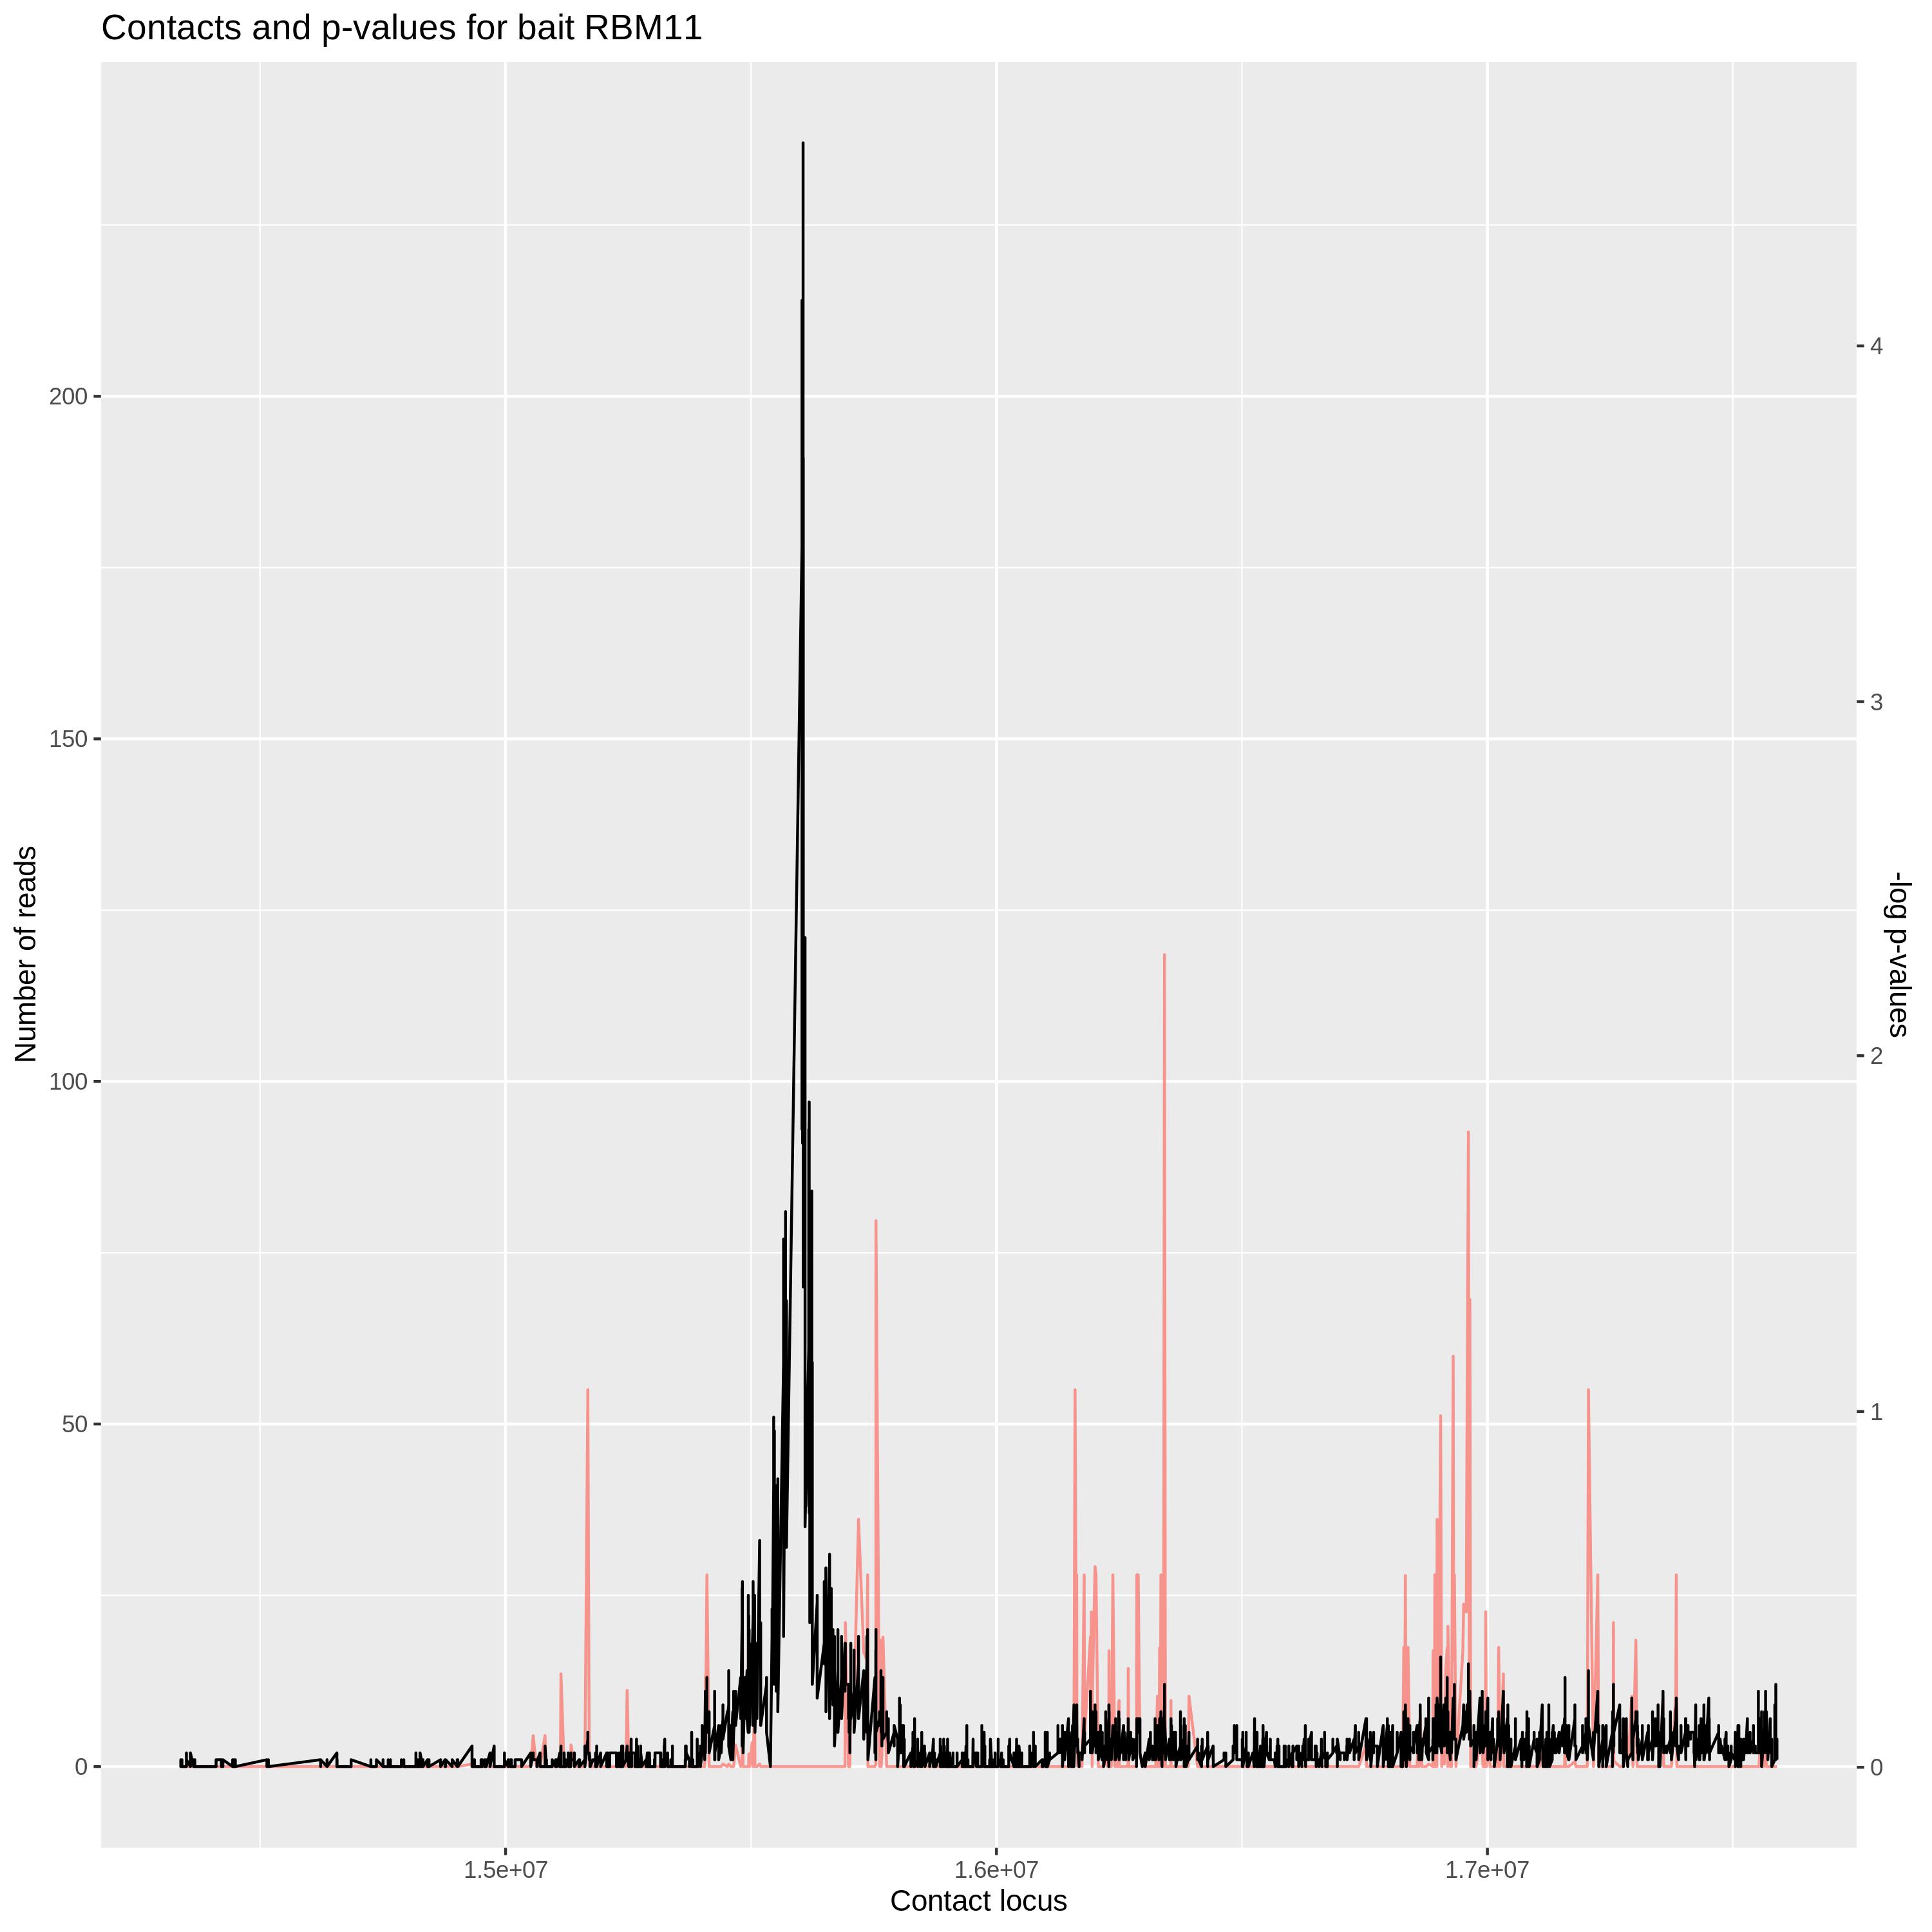 Contacts and p-values for bait RBM11
Number of reads
200
150
100
50
0
4
3
2
1
0
-log p-values
1.5e+07
1.6e+07
1.7e+07
Contact locus